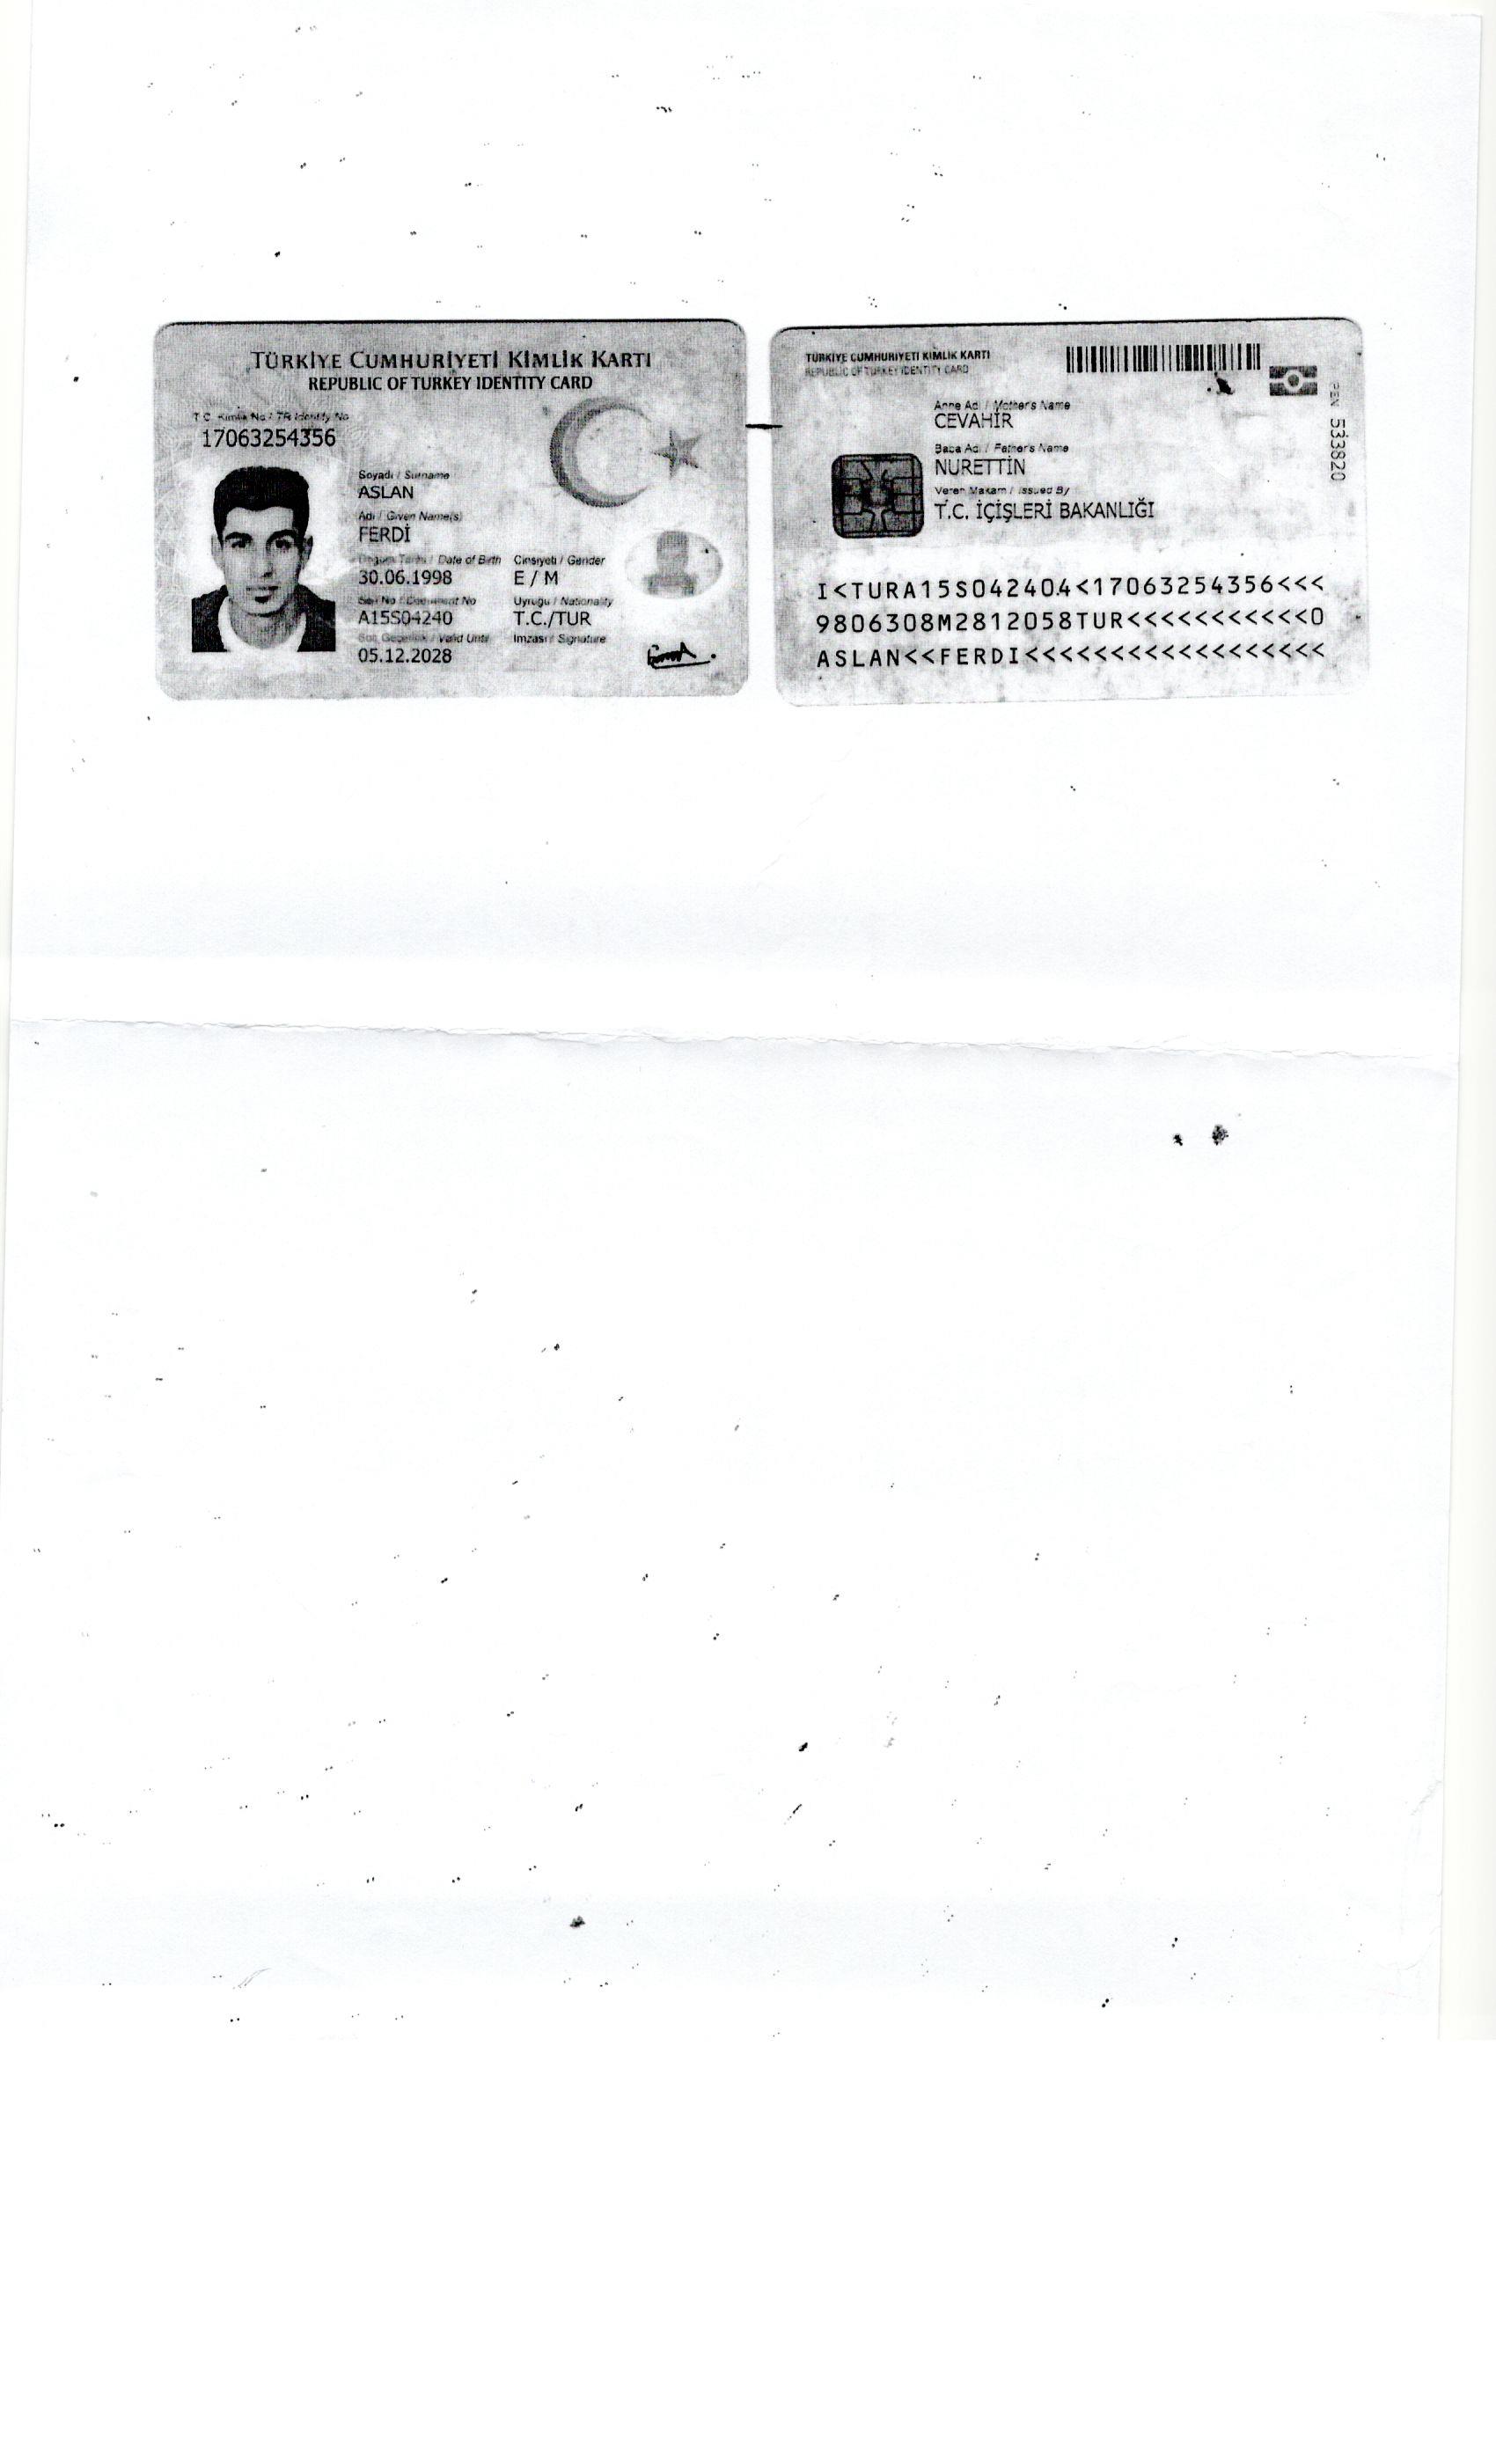 TÜRKİYE CUMHURİYETİ KİMLİK KARTI
REPUBLIC OF TURKEY IDENTITY CARD
T.C. Kimlik No / TR Identity No
17063254356
Soyadı / Surname
ASLAN
Adı / Given Name(s)
FERDİ
Doğum Tarihi / Date of Birth Cinsiyeti / Gender
30.06.1998 E / M
Seri No / Document No Uyruğu / Nationality
A15S04240 T.C./TUR
Son Geçerlilik / Valid Until İmzası / Signature
05.12.2028
TÜRKİYE CUMHURİYETİ KİMLİK KARTI
REPUBLIC OF TURKEY IDENTITY CARD
Anne Adı / Mother's Name
CEVAHİR
Baba Adı / Father's Name
NURETTİN
Veren Makam / Issued By
T.C. İÇİŞLERİ BAKANLIĞI
533820
I<TURA15S042404<17063254356<<<
9806308M2812058TUR<<<<<<<<<<<0
ASLAN<<FERDI<<<<<<<<<<<<<<<<<<